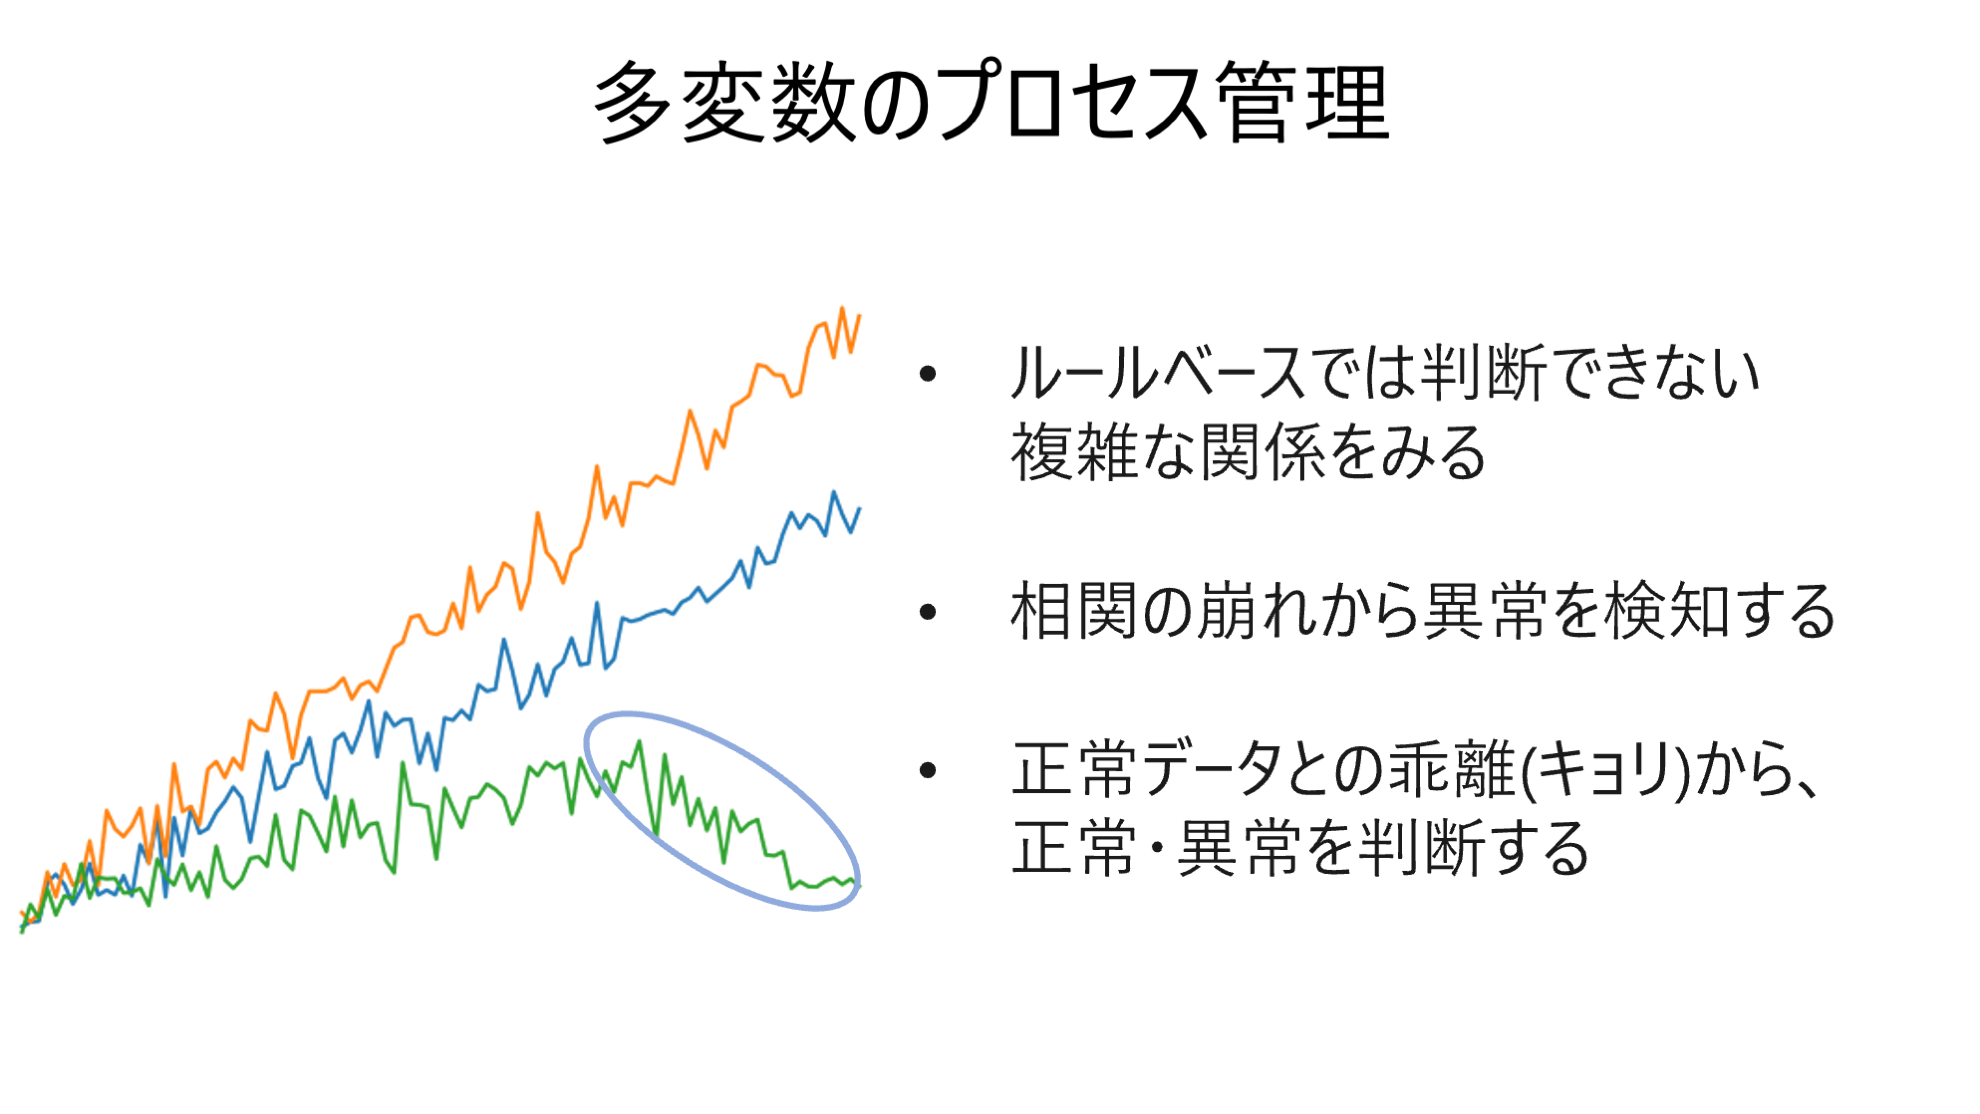 多変数のプロセス管理
• ルールベースでは判断できない
複雑な関係をみる
• 相関の崩れから異常を検知する
• 正常データとの乖離(キョリ)から、
正常・異常を判断する